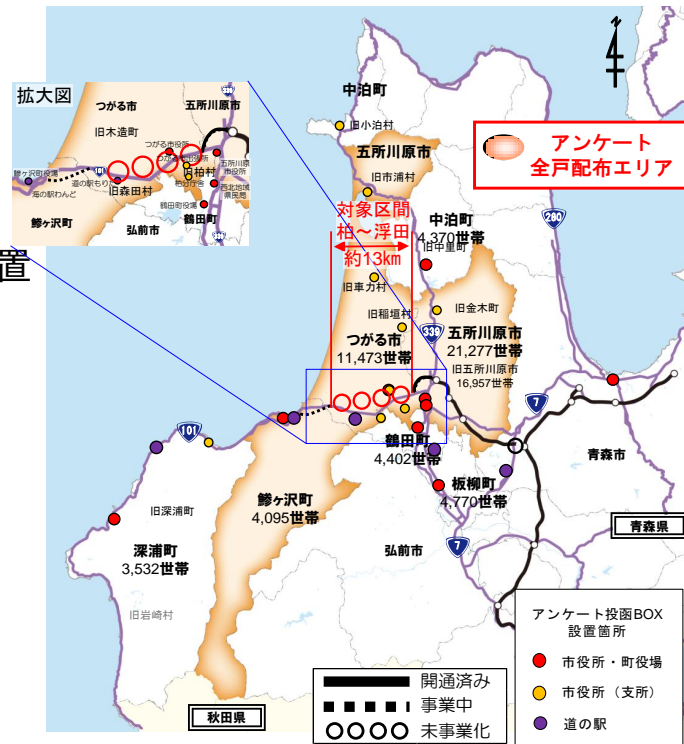 拡大図
つがる市
旧木造町
五所川原市
339
つがる市役所
旧柏村
五所川原市役所
101
鰺ヶ沢町役場
道の駅もりた
海の駅わんど
旧森田村
柏庁舎
西北地域県民局
鶴田町役場
鰺ヶ沢町
弘前市
鶴田町
置
中泊町
旧小泊村
五所川原市
旧市浦村
アンケート
全戸配布エリア
対象区間
柏～浮田
約13km
中泊町
4,370世帯
旧中里町
280
旧車力村
旧稲垣村
旧金木町
339
つがる市
11,473世帯
五所川原市
21,277世帯
旧五所川原市
16,957世帯
7
101
鶴田町
4,402世帯
青森市
板柳町
4,770世帯
鰺ヶ沢町
4,095世帯
旧深浦町
青森県
深浦町
3,532世帯
弘前市
7
旧岩崎村
秋田県
開通済み
事業中
未事業化
アンケート投函BOX
設置箇所
市役所・町役場
市役所（支所）
道の駅